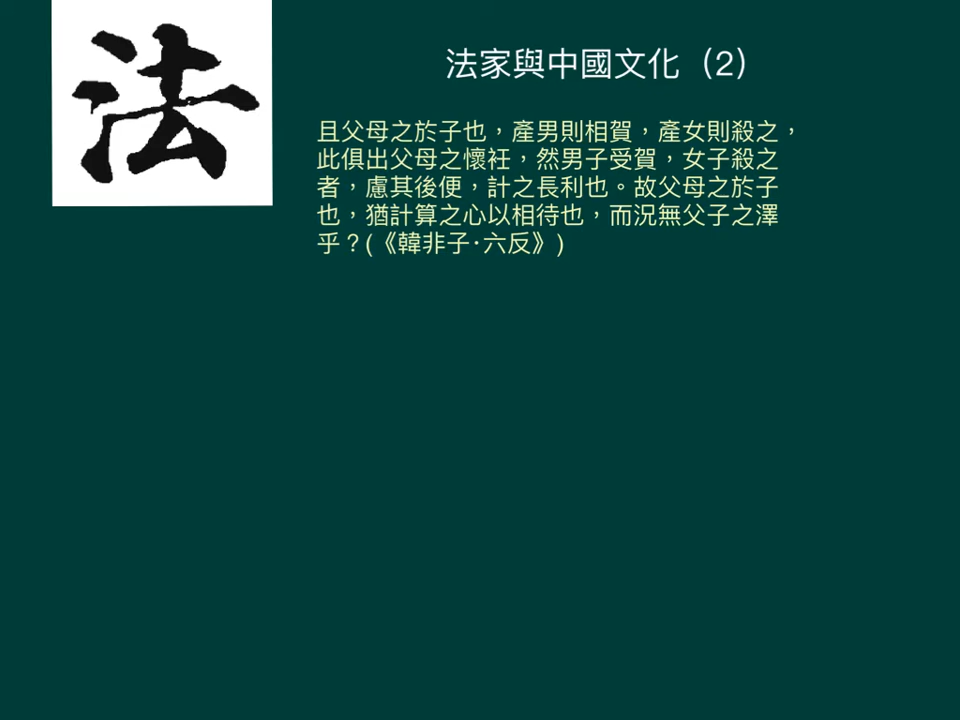 法
法家與中國文化（2）
且父母之於子也，產男則相賀，產女則殺之，
此俱出父母之懷衽，然男子受賀，女子殺之
者，慮其後便，計之長利也。故父母之於子
也，猶計算之心以相待也，而況無父子之澤
乎？(《韓非子·六反》)